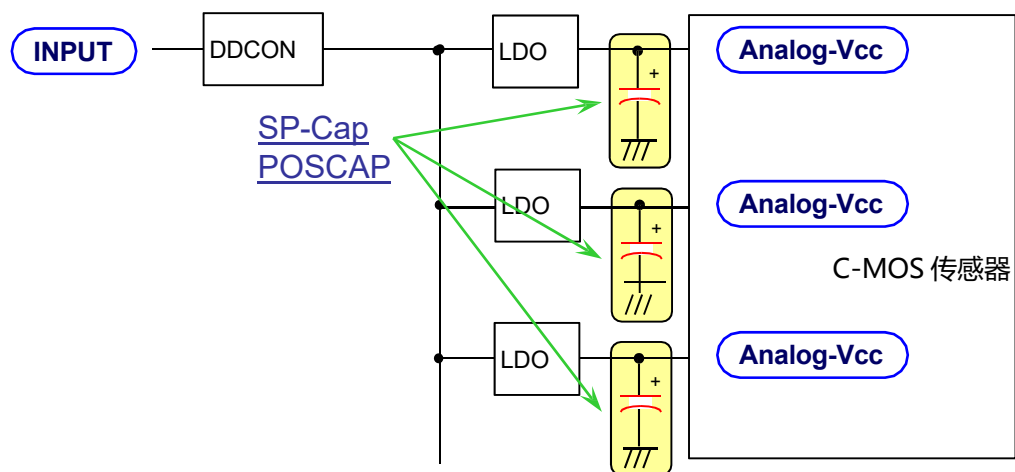 INPUT
DDCON
LDO
+
Analog-Vcc
SP-Cap
POSCAP
LDO
+
Analog-Vcc
C-MOS 传感器
LDO
+
Analog-Vcc